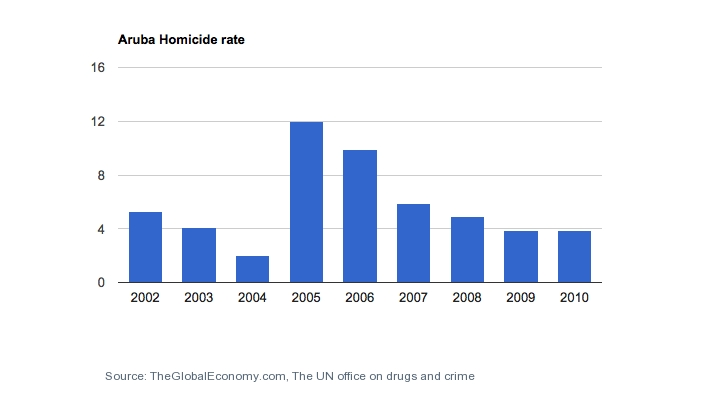 Aruba Homicide rate
16
12
8
4
0
2002 2003 2004 2005 2006 2007 2008 2009 2010
Source: TheGlobalEconomy.com, The UN office on drugs and crime